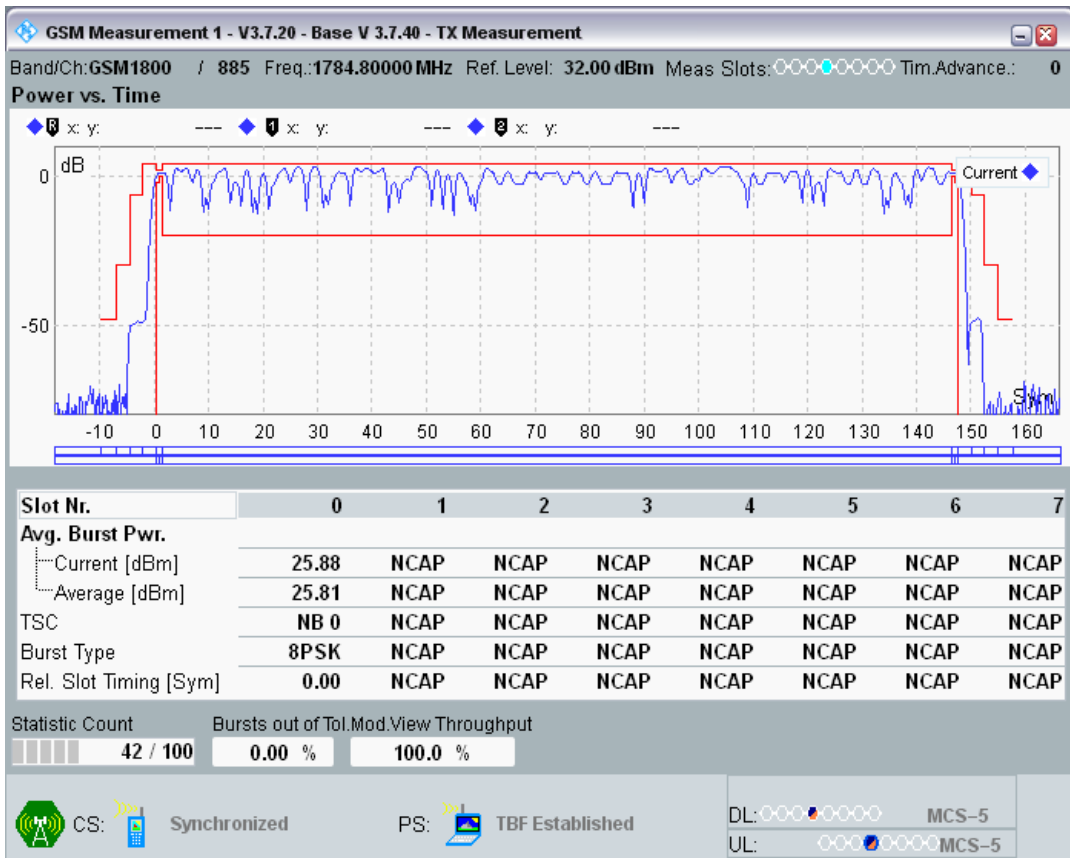 GSM Measurement 1 - V3.7.20 - Base V 3.7.40 - TX Measurement
Band/Ch:GSM1800 / 885 Freq.:1784.80000 MHz Ref. Level: 32.00 dBm Meas Slots: Tim.Advance.: 0
Power vs. Time
R x: y: --- 1 x: y: --- 2 x: y: ---
dB
Current
0
-50
Sym
-10 0 10 20 30 40 50 60 70 80 90 100 110 120 130 140 150 160
Slot Nr. 0 1 2 3 4 5 6 7
Avg. Burst Pwr.
Current [dBm] 25.88 NCAP NCAP NCAP NCAP NCAP NCAP NCAP
Average [dBm] 25.81 NCAP NCAP NCAP NCAP NCAP NCAP NCAP
TSC NB 0 NCAP NCAP NCAP NCAP NCAP NCAP NCAP
Burst Type 8PSK NCAP NCAP NCAP NCAP NCAP NCAP NCAP
Rel. Slot Timing [Sym] 0.00 NCAP NCAP NCAP NCAP NCAP NCAP NCAP
Statistic Count Bursts out of Tol.Mod.View Throughput
42 / 100 0.00 % 100.0 %
CS: Synchronized PS: TBF Established DL: MCS-5
UL: MCS-5